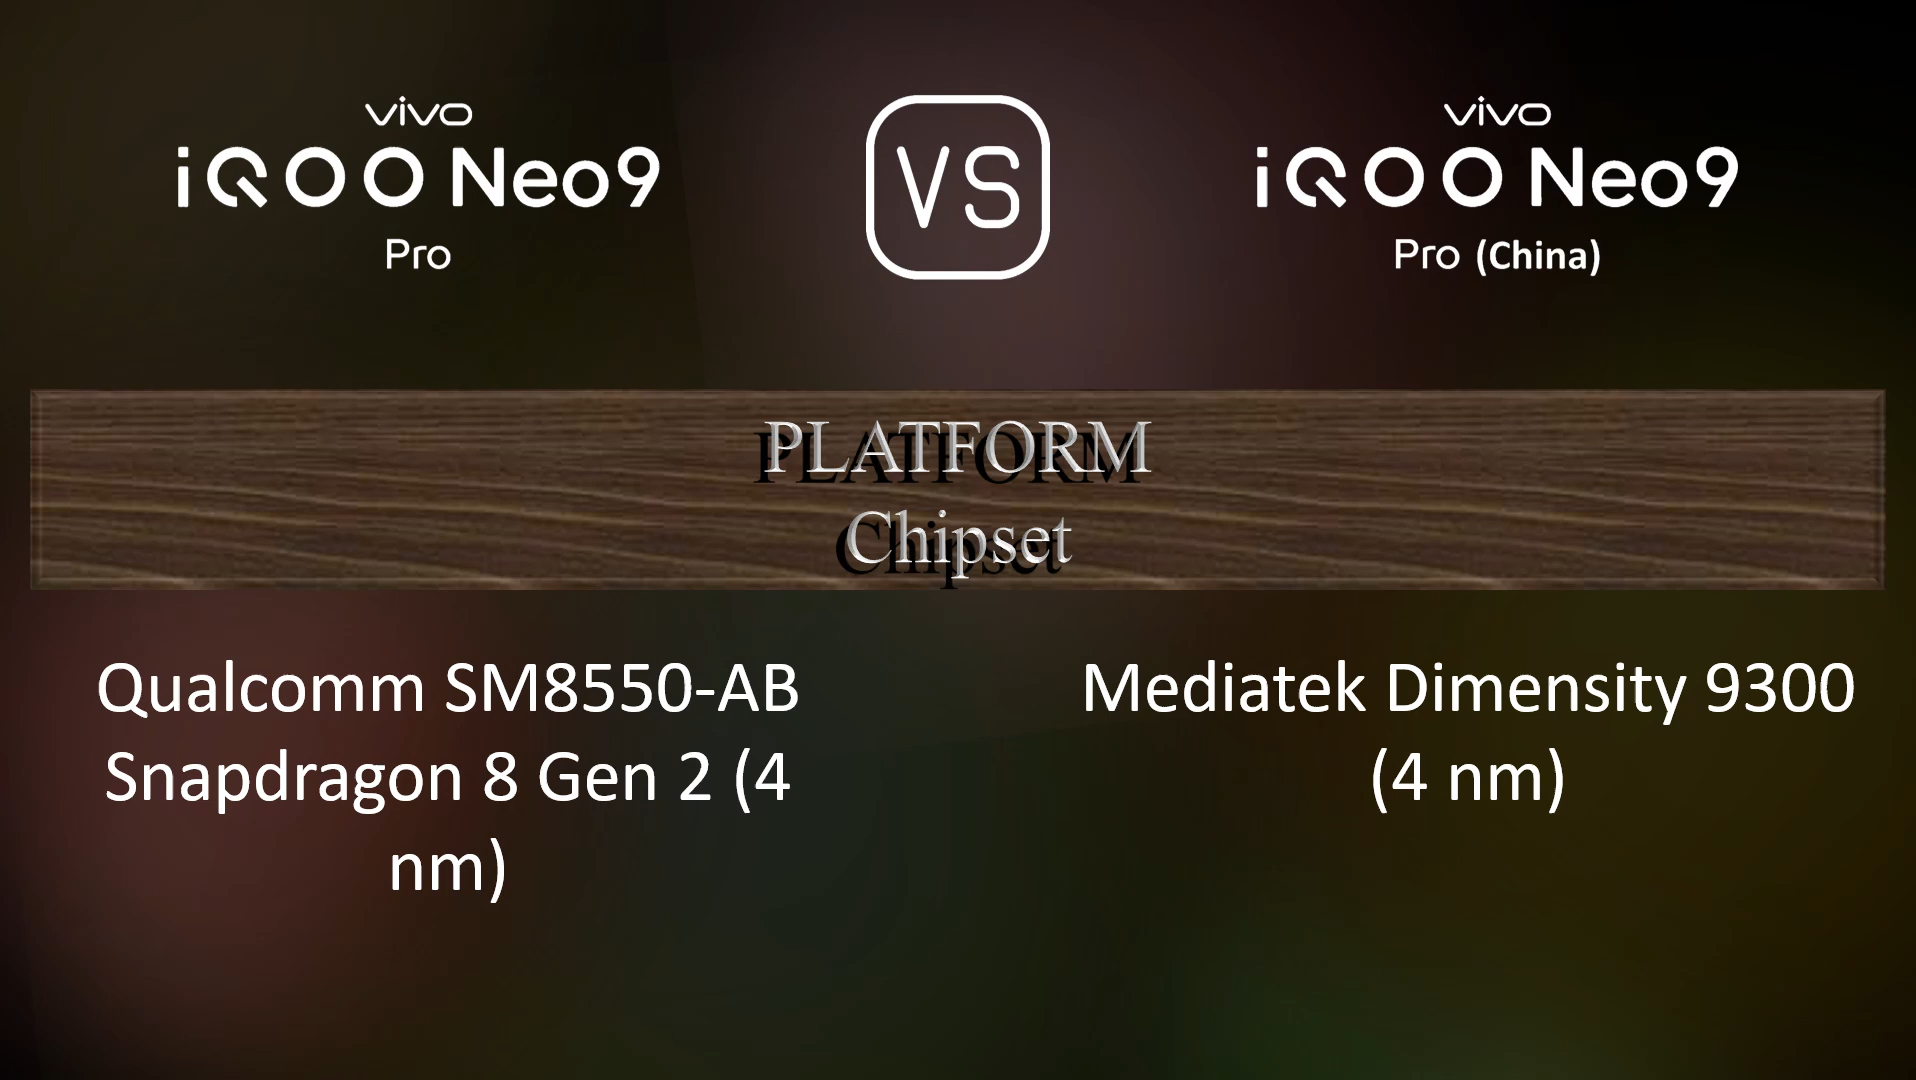 vivo
iQOO Neo9
Pro
VS
vivo
iQOO Neo9
Pro (China)
PLATFORM
Chipset
Qualcomm SM8550-AB
Snapdragon 8 Gen 2 (4
nm)
Mediatek Dimensity 9300
(4 nm)